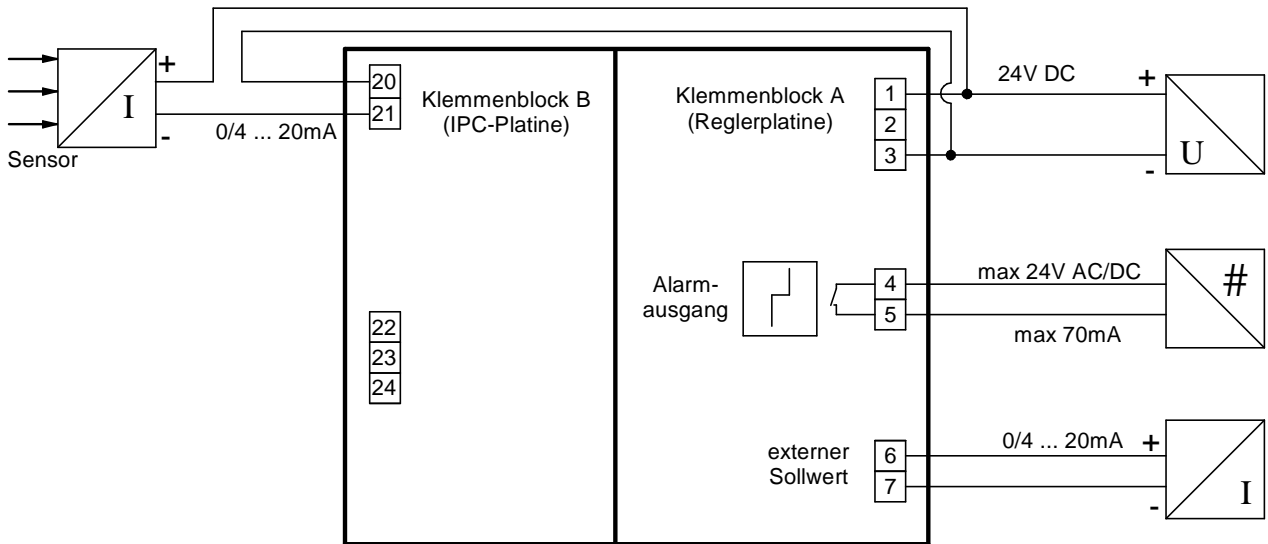 +
I
-
0/4 ... 20mA
Sensor
20
21
Klemmenblock B
(IPC-Platine)
22
23
24
Klemmenblock A
(Reglerplatine)
1
2
3
24V DC
+
U
-
Alarm-
ausgang
4
5
max 24V AC/DC
max 70mA
#
externer
Sollwert
6
7
0/4 ... 20mA
+
I
-